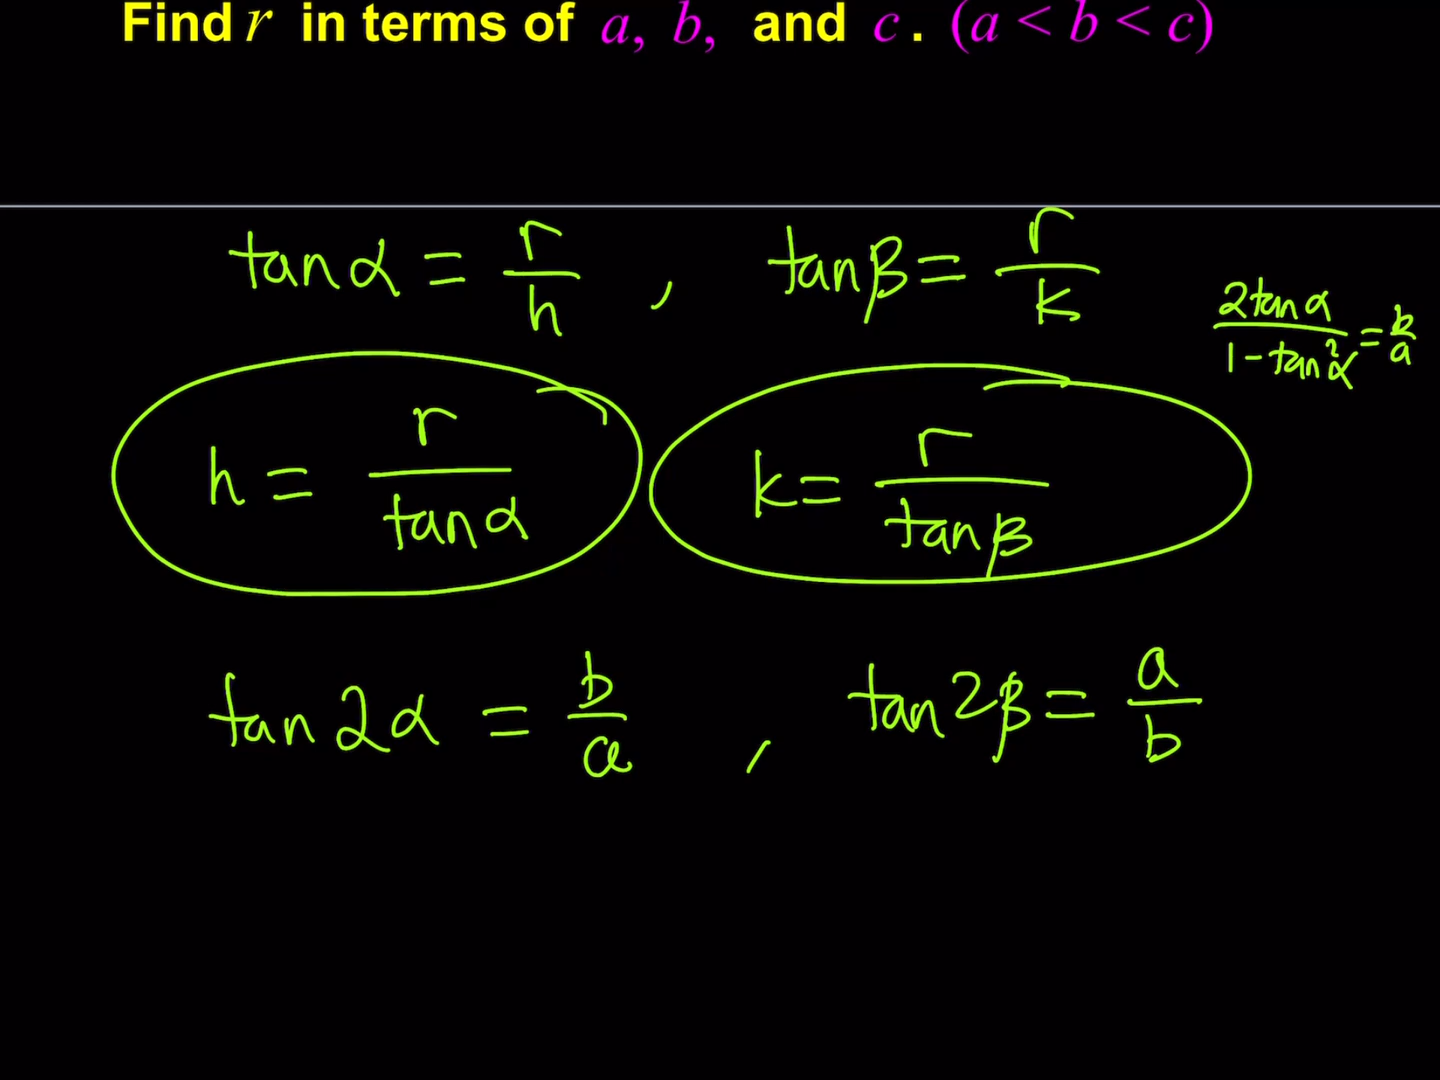 Find r in terms of a, b, and c. (a < b < c)
tanα = r/h , tanβ = r/k
2tanα/(1 - tan²α) = b/a
h = r/tanα
k = r/tanβ
tan2α = b/a , tan2β = a/b